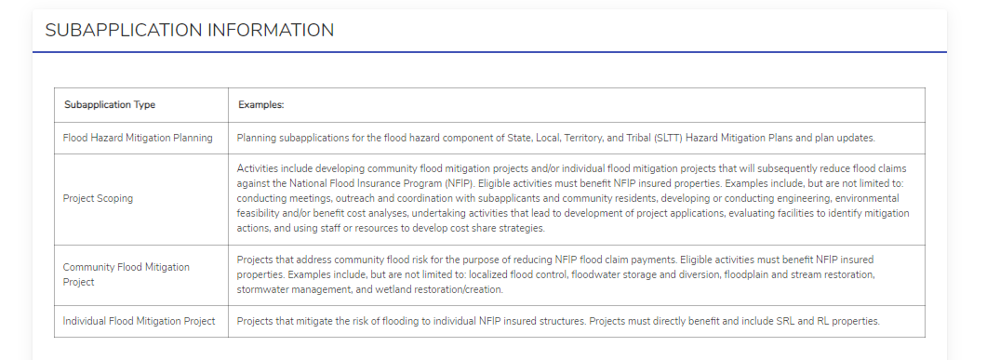 SUBAPPLICATION INFORMATION
Subapplication Type
Examples:
Flood Hazard Mitigation Planning
Planning subapplications for the flood hazard component of State, Local, Territory, and Tribal (SLTT) Hazard Mitigation Plans and plan updates.
Project Scoping
Activities include developing community flood mitigation projects and/or individual flood mitigation projects that will subsequently reduce flood claims
against the National Flood Insurance Program (NFIP). Eligible activities must benefit NFIP insured properties. Examples include, but are not limited to:
conducting meetings, outreach and coordination with subapplicants and community residents, developing or conducting engineering, environmental
feasibility and/or benefit cost analyses, undertaking activities that lead to development of project applications, evaluating facilities to identify mitigation
actions, and using staff or resources to develop cost share strategies.
Community Flood Mitigation
Project
Projects that address community flood risk for the purpose of reducing NFIP flood claim payments. Eligible activities must benefit NFIP insured
properties. Examples include, but are not limited to: localized flood control, floodwater storage and diversion, floodplain and stream restoration,
stormwater management, and wetland restoration/creation.
Individual Flood Mitigation Project
Projects that mitigate the risk of flooding to individual NFIP insured structures. Projects must directly benefit and include SRL and RL properties.